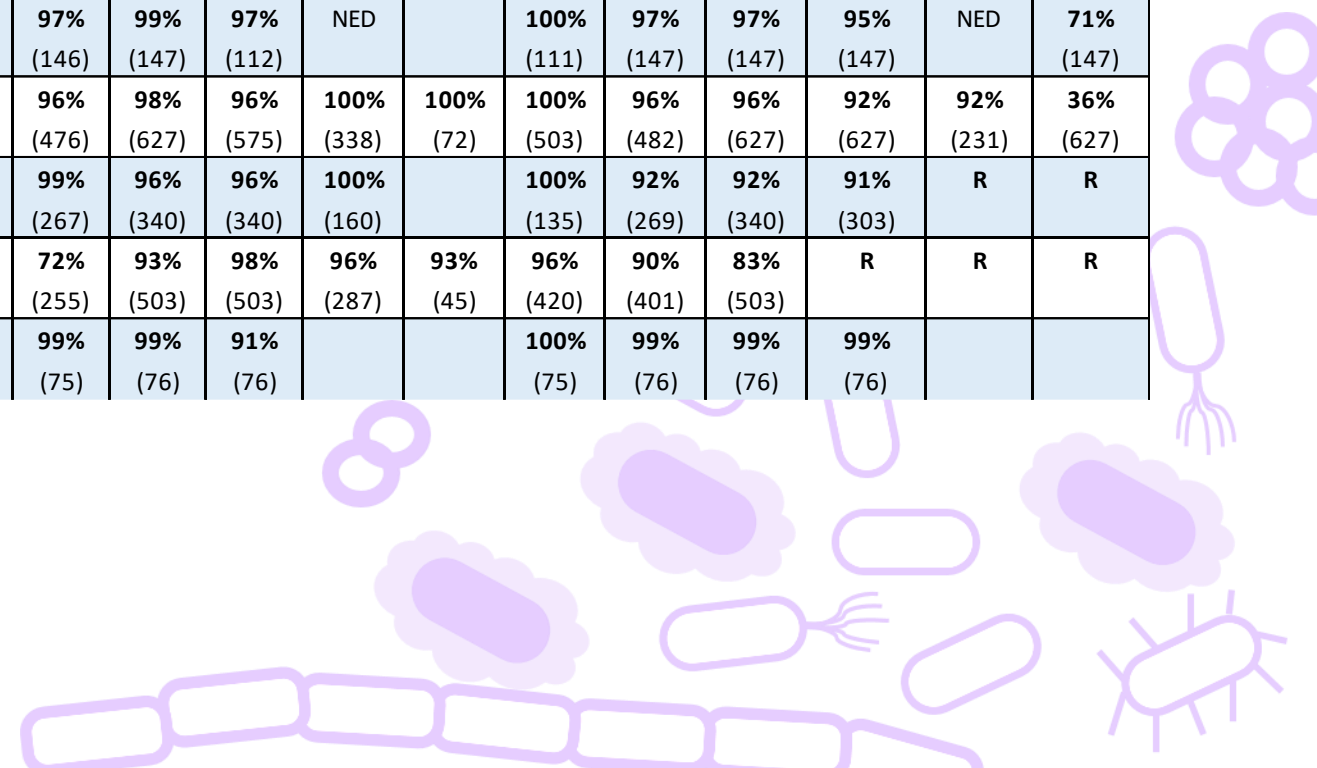 97% 99% 97% NED 100% 97% 97% 95% NED 71%
(146) (147) (112) (111) (147) (147) (147) (147)
96% 98% 96% 100% 100% 100% 96% 96% 92% 92% 36%
(476) (627) (575) (338) (72) (503) (482) (627) (627) (231) (627)
99% 96% 96% 100% 100% 92% 92% 91% R R
(267) (340) (340) (160) (135) (269) (340) (303)
72% 93% 98% 96% 93% 96% 90% 83% R R R
(255) (503) (503) (287) (45) (420) (401) (503)
99% 99% 91% 100% 99% 99% 99%
(75) (76) (76) (75) (76) (76) (76)